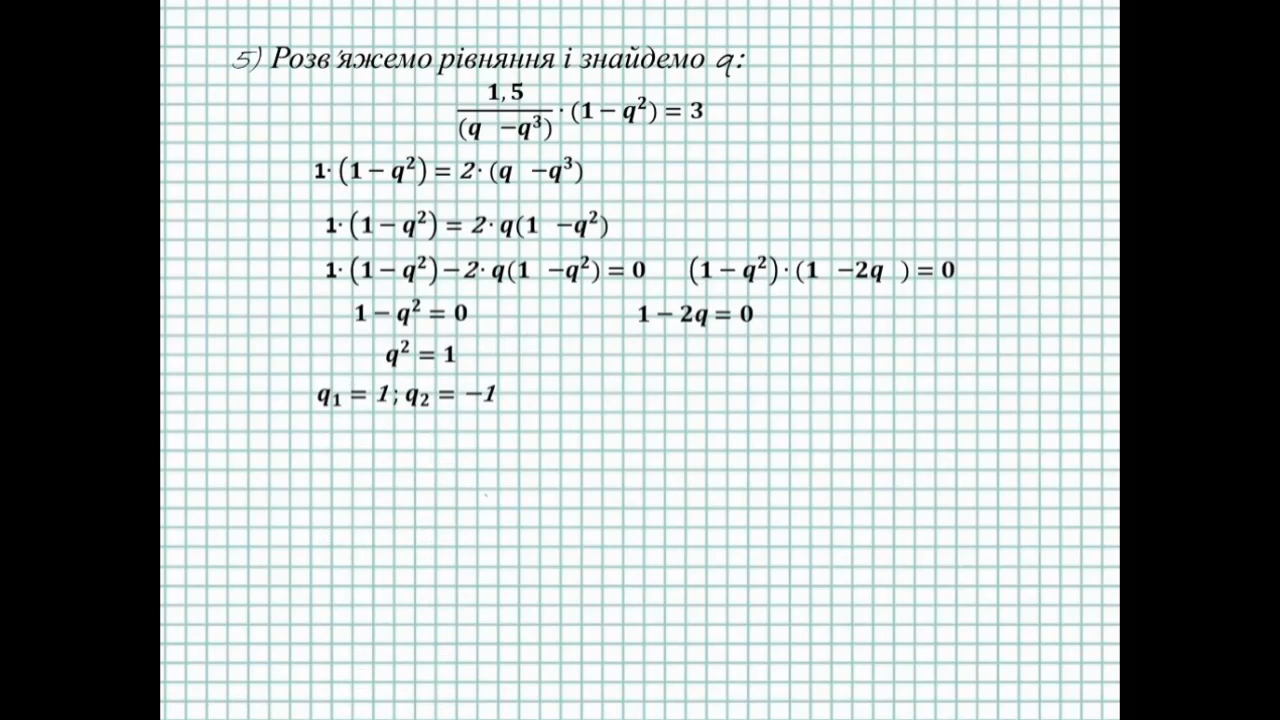 5) Розв'яжемо рівняння і знайдемо q:
1,5/(q −q³) · (1 − q²) = 3
1· (1 − q²) = 2· (q −q³)
1· (1 − q²) = 2· q(1 −q²)
1· (1 − q²) − 2· q(1 −q²) = 0 (1 − q²)· (1 −2q ) = 0
1 − q² = 0 1 − 2q = 0
q² = 1
q₁ = 1; q₂ = −1